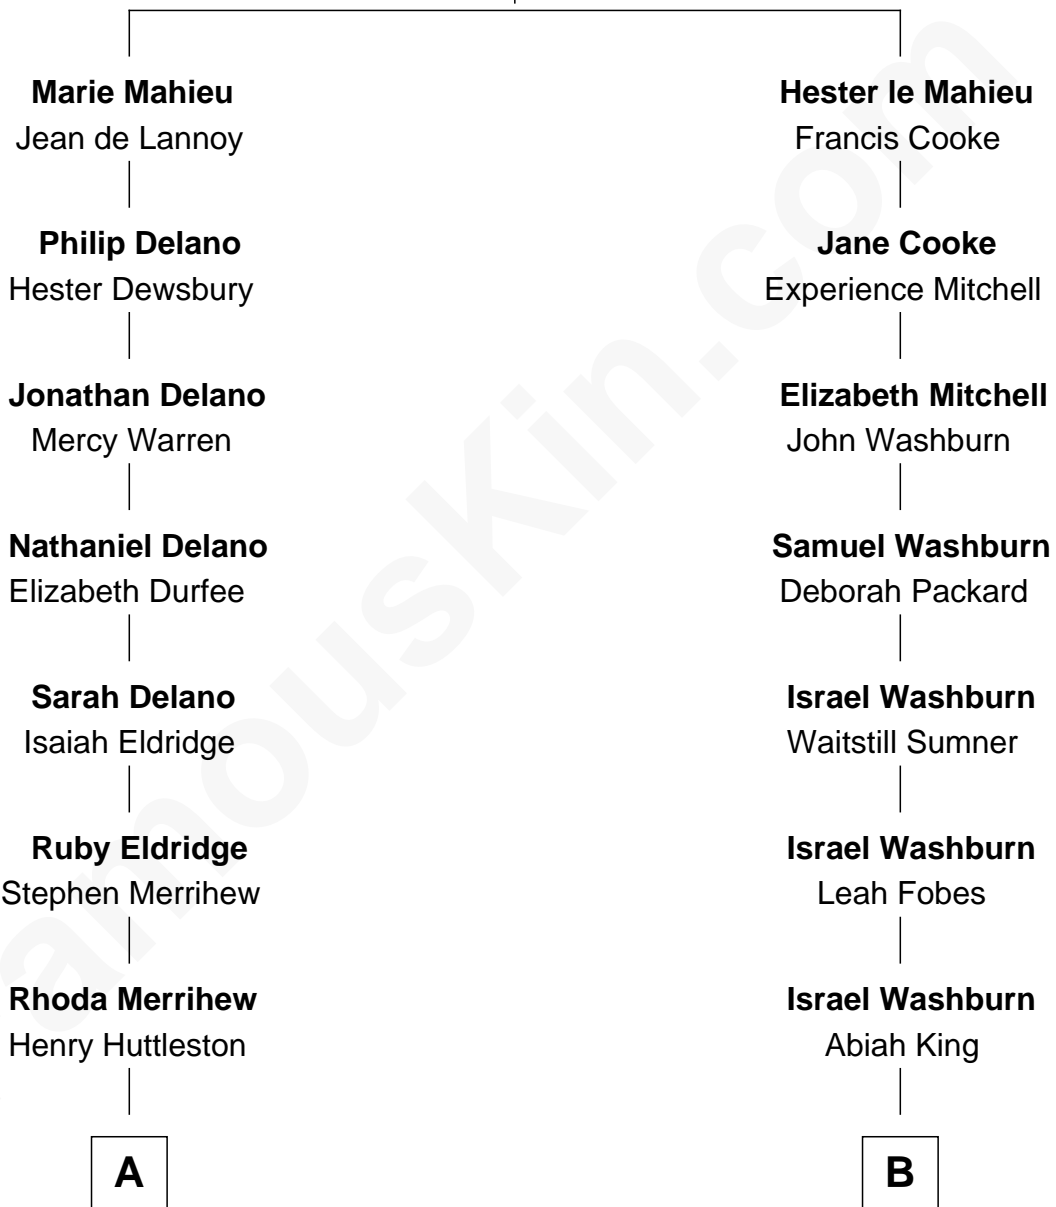 Marie Mahieu
Jean de Lannoy
Philip Delano
Hester Dewsbury
Jonathan Delano
Mercy Warren
Nathaniel Delano
Elizabeth Durfee
Sarah Delano
Isaiah Eldridge
Ruby Eldridge
Stephen Merrihew
Rhoda Merrihew
Henry Huttleston
A
Hester le Mahieu
Francis Cooke
Jane Cooke
Experience Mitchell
Elizabeth Mitchell
John Washburn
Samuel Washburn
Deborah Packard
Israel Washburn
Waitstill Sumner
Israel Washburn
Leah Fobes
Israel Washburn
Abiah King
B
amouskin.com